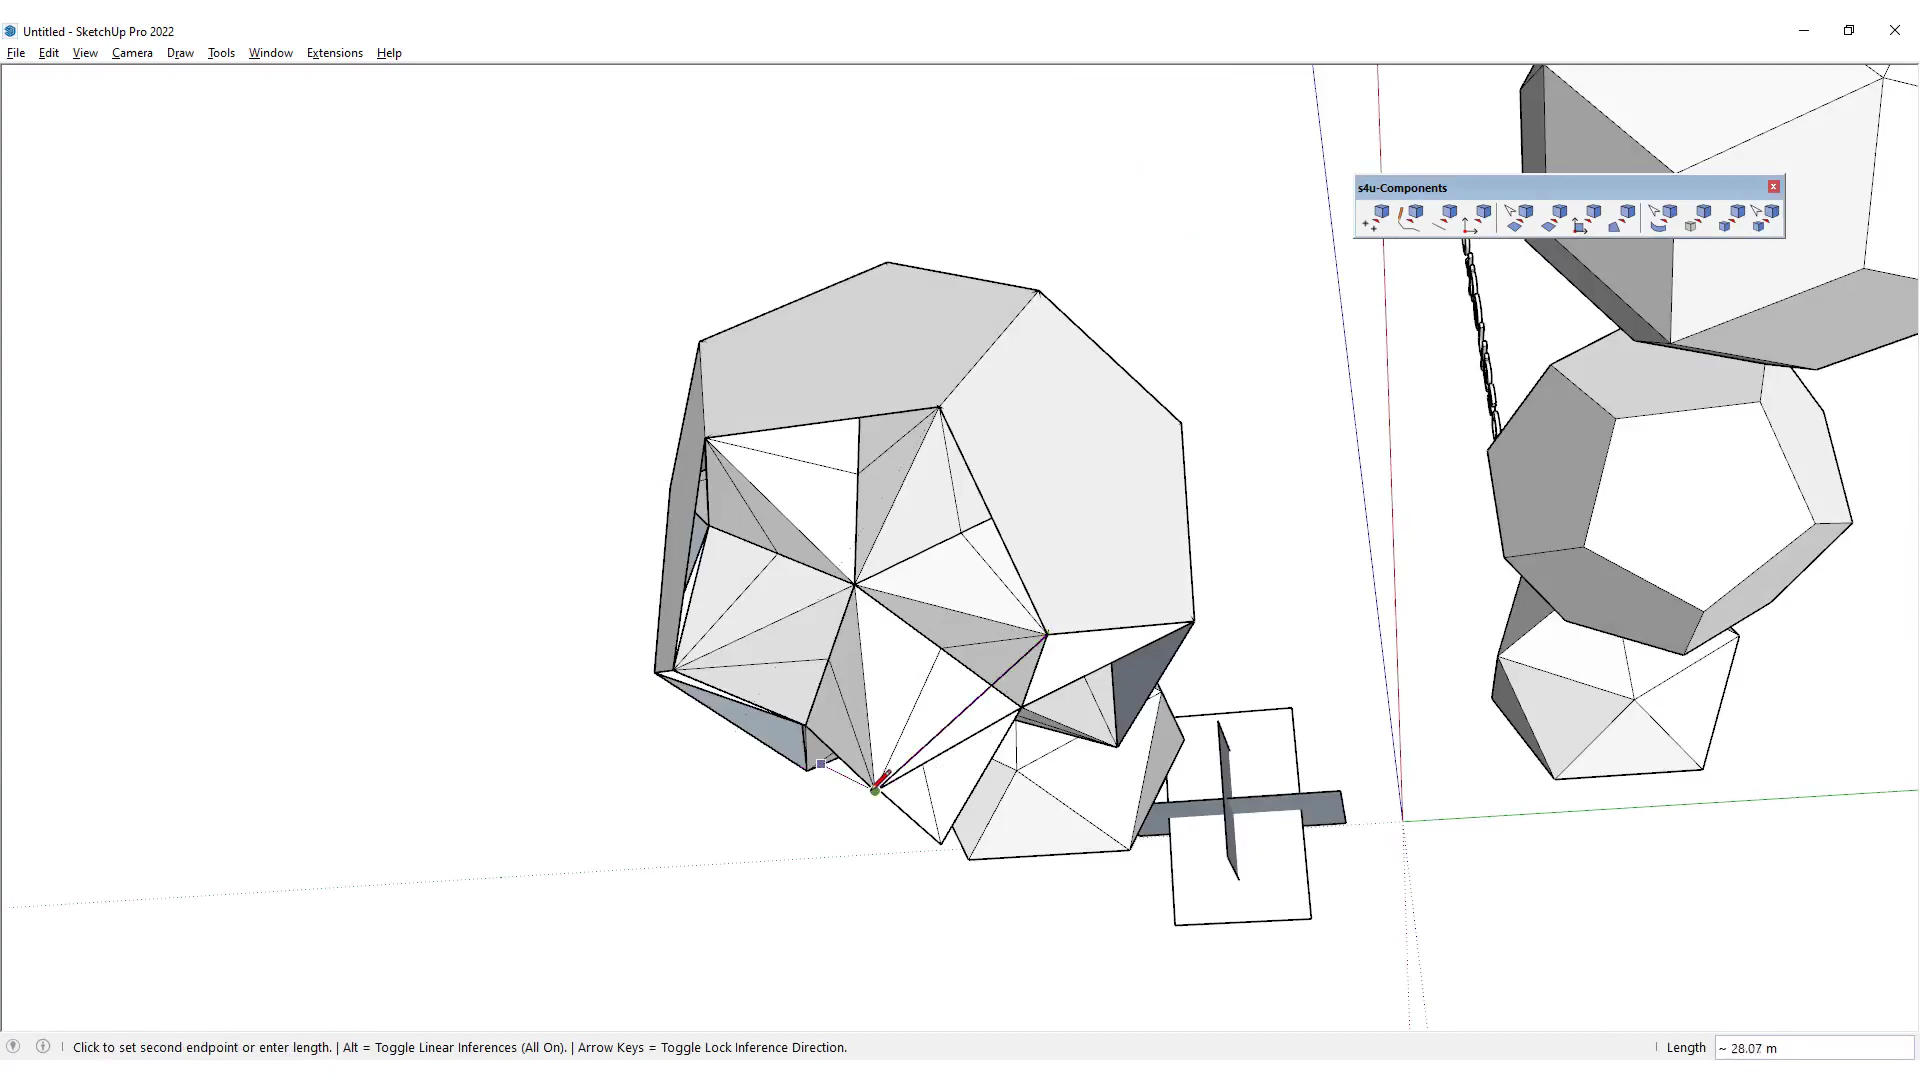 Untitled - SketchUp Pro 2022
File Edit View Camera Draw Tools Window Extensions Help
s4u-Components
Click to set second endpoint or enter length. | Alt = Toggle Linear Inferences (All On). | Arrow Keys = Toggle Lock Inference Direction.
Length ~ 28.07 m